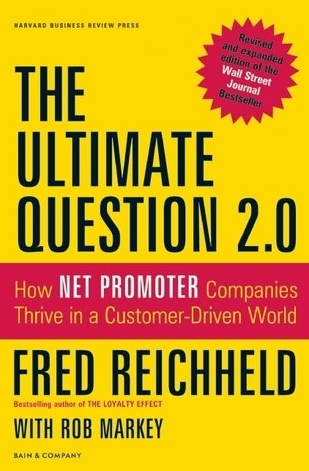 HARVARD BUSINESS REVIEW PRESS
Revised
and expanded
edition of the
Wall Street
Journal
Bestseller
THE
ULTIMATE
QUESTION 2.0
How NET PROMOTER Companies
Thrive in a Customer-Driven World
FRED REICHHELD
Bestselling author of THE LOYALTY EFFECT
WITH ROB MARKEY
BAIN & COMPANY